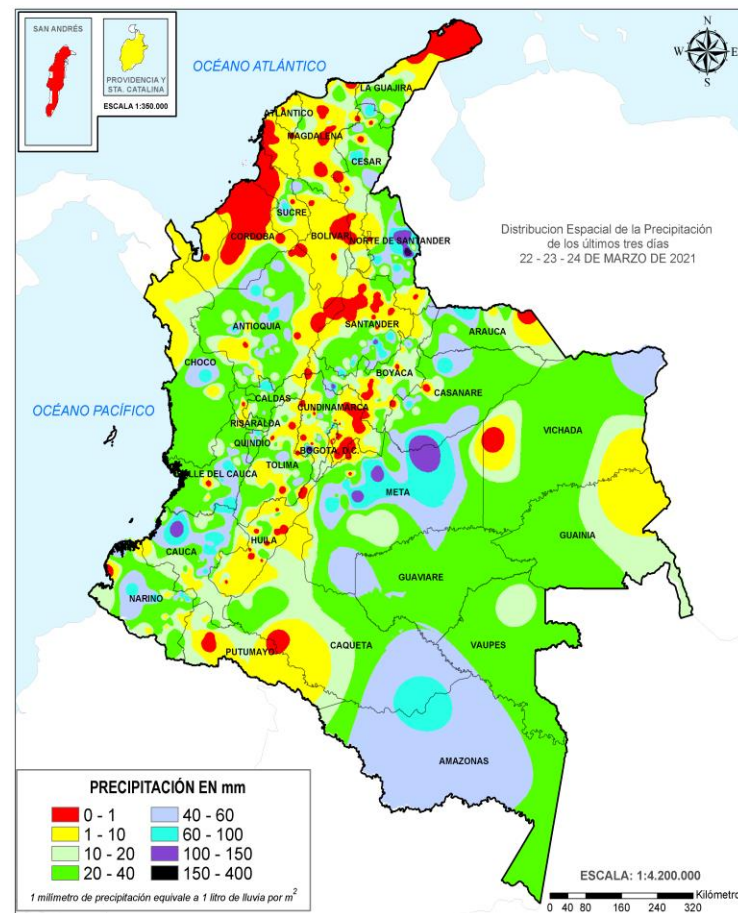 SAN ANDRÉS
PROVIDENCIA Y
STA. CATALINA
ESCALA 1:350.000
OCÉANO ATLÁNTICO
N
W
E
S
LA GUAJIRA
ATLÁNTICO
MAGDALENA
CESAR
SUCRE
CORDOBA
BOLIVAR
NORTE DE SANTANDER
Distribucion Espacial de la Precipitación
de los últimos tres días
22 - 23 - 24 DE MARZO DE 2021
ANTIOQUIA
SANTANDER
ARAUCA
CHOCO
BOYACA
CASANARE
CALDAS
CUNDINAMARCA
OCÉANO PACÍFICO
RISARALDA
VICHADA
QUINDIO
BOGOTA, D.C.
TOLIMA
VALLE DEL CAUCA
META
CAUCA
HUILA
GUAINIA
GUAVIARE
NARINO
CAQUETA
VAUPES
PUTUMAYO
AMAZONAS
PRECIPITACIÓN EN mm
0 - 1
40 - 60
1 - 10
60 - 100
10 - 20
100 - 150
20 - 40
150 - 400
1 milímetro de precipitación equivale a 1 litro de lluvia por m²
ESCALA: 1:4.200.000
Kilómetro
0 40 80 160 240 320